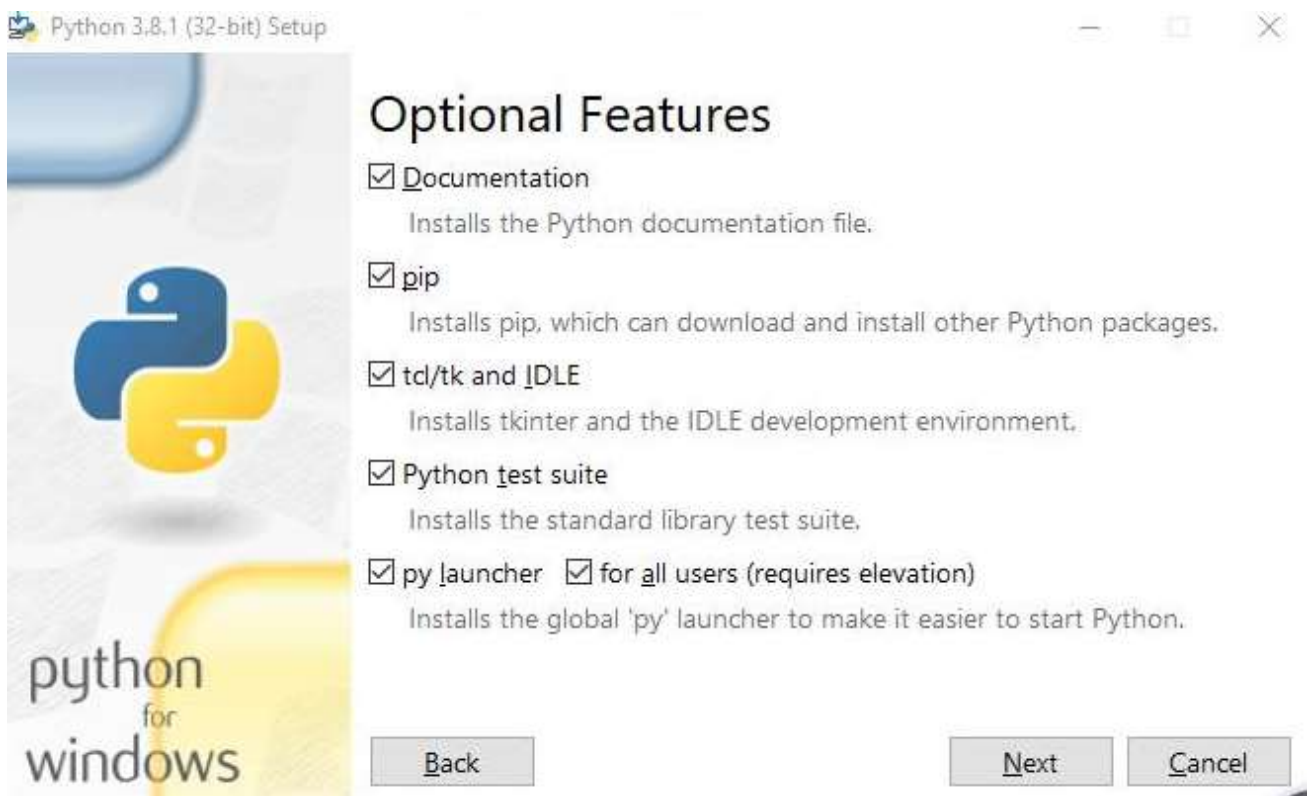 Python 3.8.1 (32-bit) Setup
Optional Features
Documentation
Installs the Python documentation file.
pip
Installs pip, which can download and install other Python packages.
tcl/tk and IDLE
Installs tkinter and the IDLE development environment.
Python test suite
Installs the standard library test suite.
py launcher for all users (requires elevation)
Installs the global 'py' launcher to make it easier to start Python.
python
for
windows
Back Next Cancel